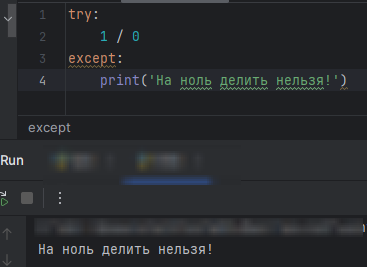 1 try:
2 1 / 0
3 except:
4 print('На ноль делить нельзя!')
except
Run
На ноль делить нельзя!